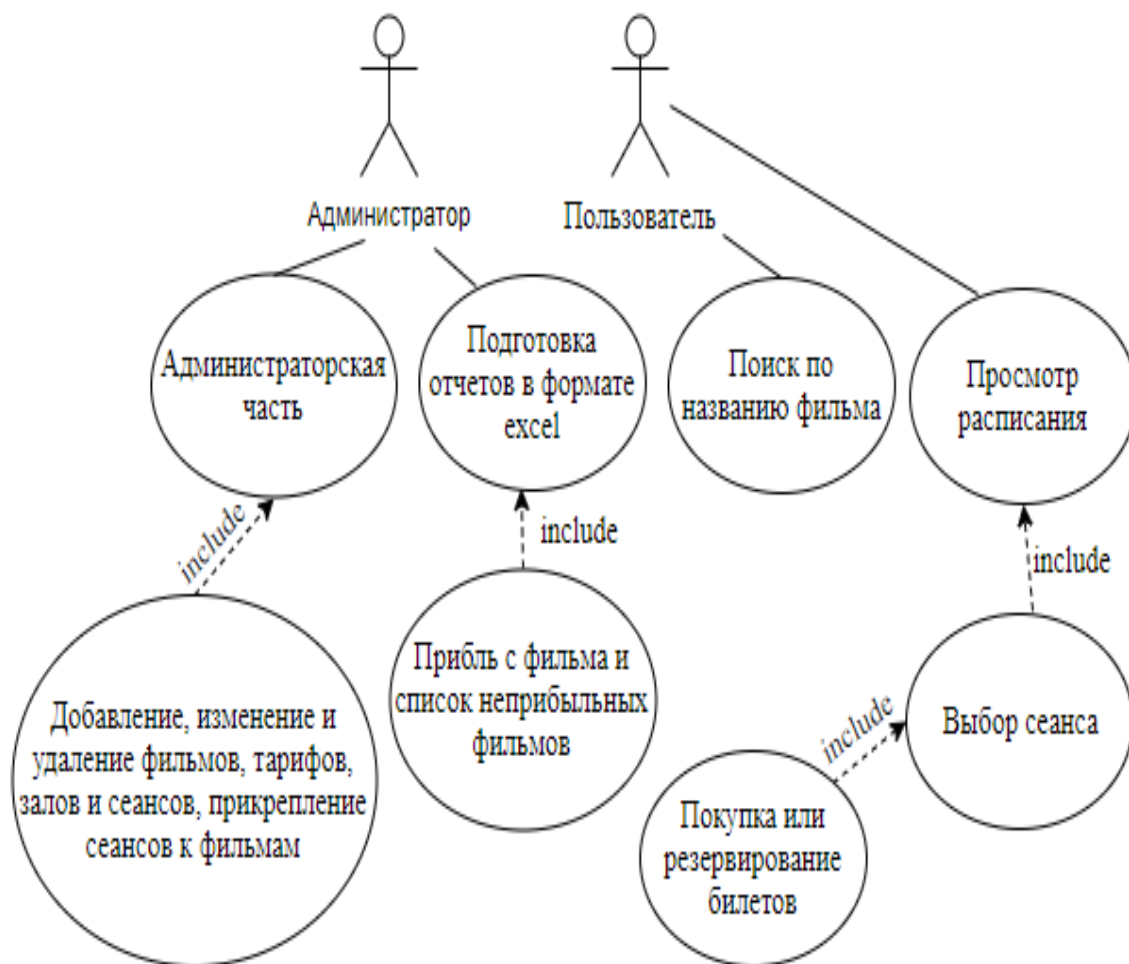 Администратор
Пользователь
Администраторская
часть
Подготовка
отчетов в формате
excel
Поиск по
названию фильма
Просмотр
расписания
include
include
include
Добавление, изменение и
удаление фильмов, тарифов,
залов и сеансов, прикрепление
сеансов к фильмам
Прибль с фильма и
список неприбыльных
фильмов
Выбор сеанса
include
Покупка или
резервирование
билетов